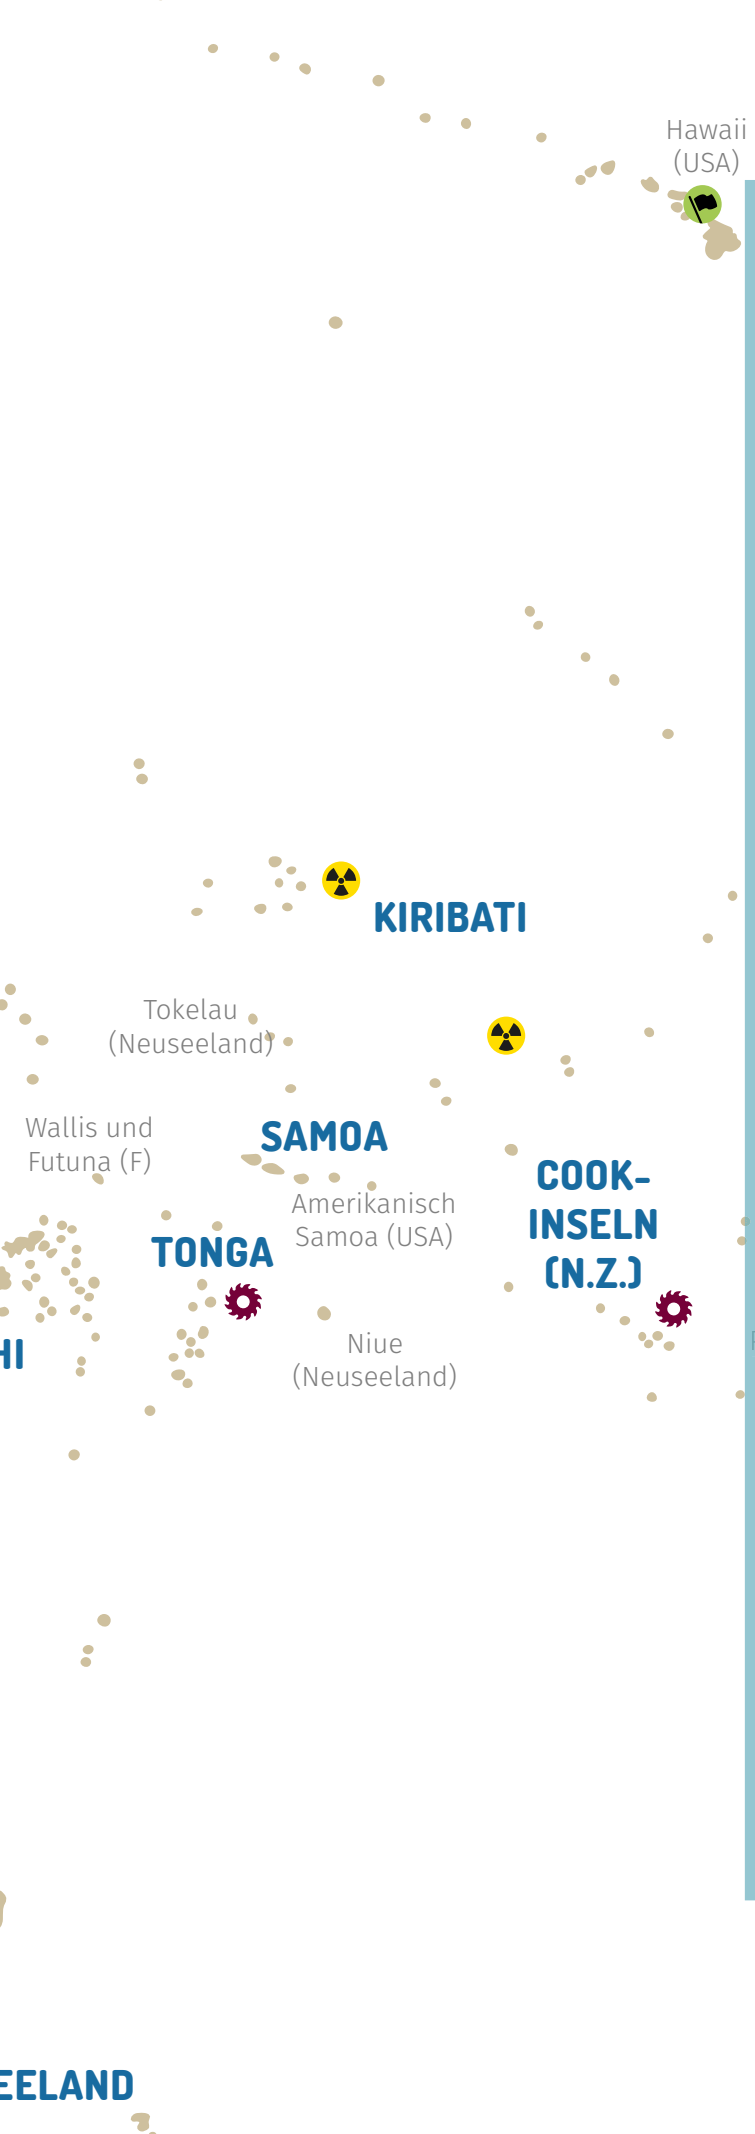 Hawaii
(USA)
KIRIBATI
Tokelau
(Neuseeland)
Wallis und
Futuna (F)
SAMOA
Amerikanisch
Samoa (USA)
COOK-
INSELN
(N.Z.)
TONGA
HI
Niue
(Neuseeland)
EELAND